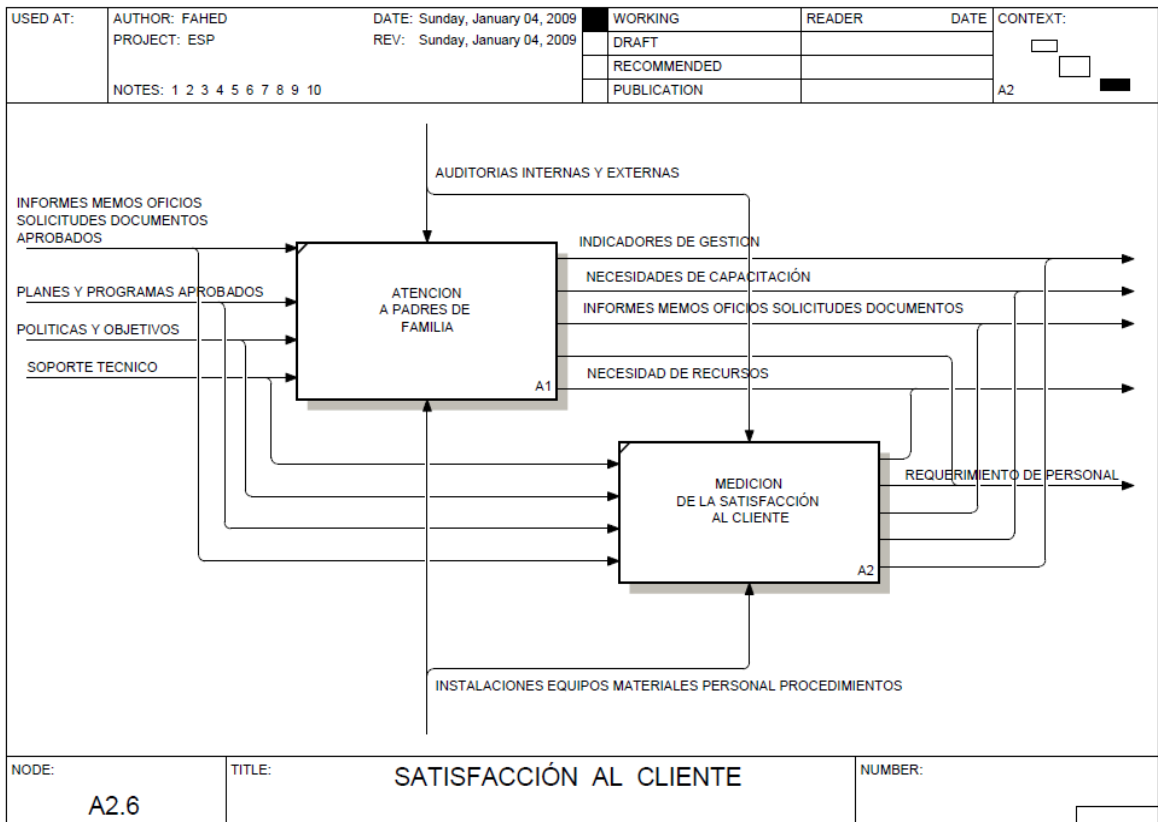 USED AT:
AUTHOR: FAHED
DATE: Sunday, January 04, 2009
PROJECT: ESP
REV: Sunday, January 04, 2009
NOTES: 1 2 3 4 5 6 7 8 9 10
WORKING
DRAFT
RECOMMENDED
PUBLICATION
READER DATE
CONTEXT:
A2
AUDITORIAS INTERNAS Y EXTERNAS
INFORMES MEMOS OFICIOS
SOLICITUDES DOCUMENTOS
APROBADOS
PLANES Y PROGRAMAS APROBADOS
POLITICAS Y OBJETIVOS
SOPORTE TECNICO
ATENCION
A PADRES DE
FAMILIA
A1
INDICADORES DE GESTION
NECESIDADES DE CAPACITACIÓN
INFORMES MEMOS OFICIOS SOLICITUDES DOCUMENTOS
NECESIDAD DE RECURSOS
MEDICION
DE LA SATISFACCIÓN
AL CLIENTE
A2
REQUERIMIENTO DE PERSONAL
INSTALACIONES EQUIPOS MATERIALES PERSONAL PROCEDIMIENTOS
NODE:
A2.6
TITLE:
SATISFACCIÓN AL CLIENTE
NUMBER: